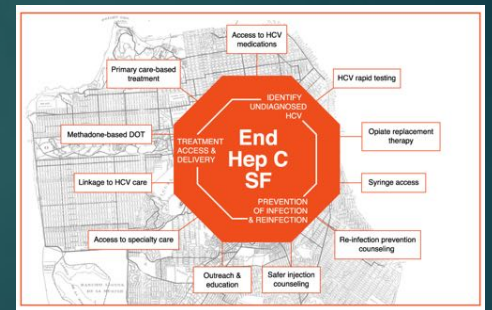 Access to HCV
medications
Primary care-based
treatment
HCV rapid testing
IDENTIFY
UNDIAGNOSED
HCV
Methadone-based DOT
TREATMENT
ACCESS &
DELIVERY
End
Hep C
SF
Opiate replacement
therapy
Linkage to HCV care
Syringe access
PREVENTION
OF INFECTION
& REINFECTION
Access to specialty care
Re-infection prevention
counseling
Outreach &
education
Safer injection
counseling